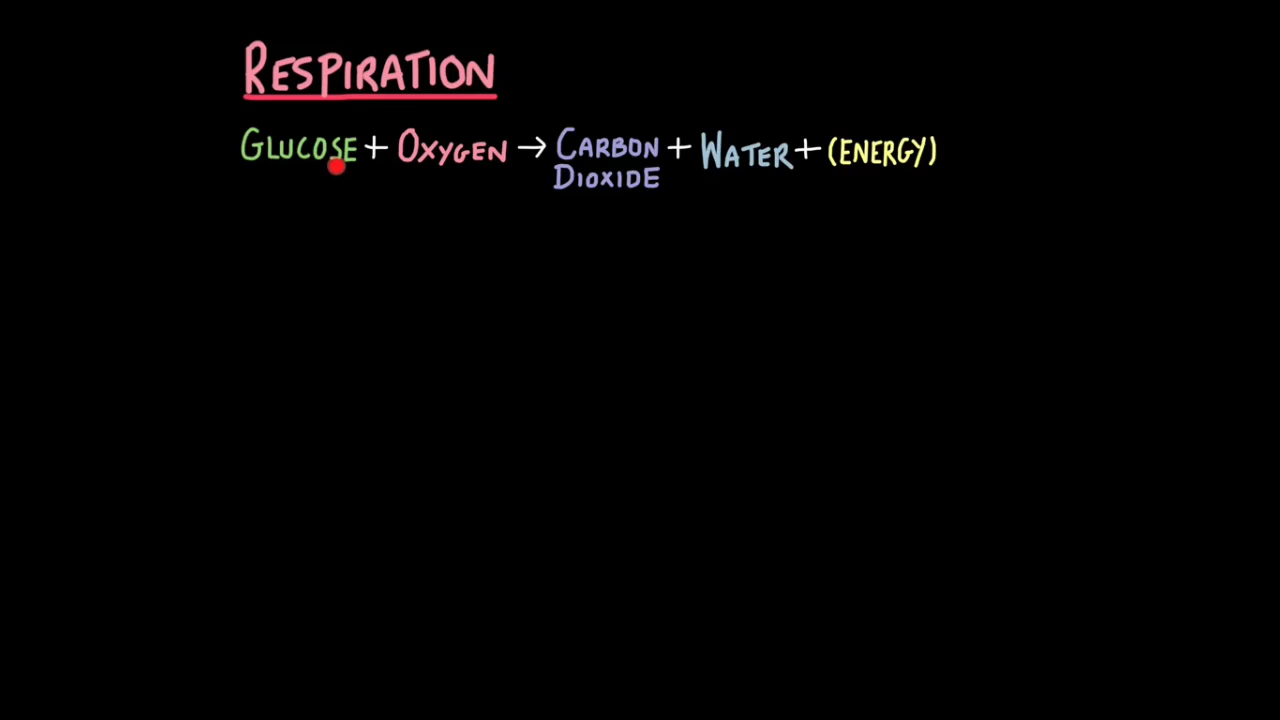 RESPIRATION
GLUCOSE + OXYGEN → CARBON DIOXIDE + WATER + (ENERGY)